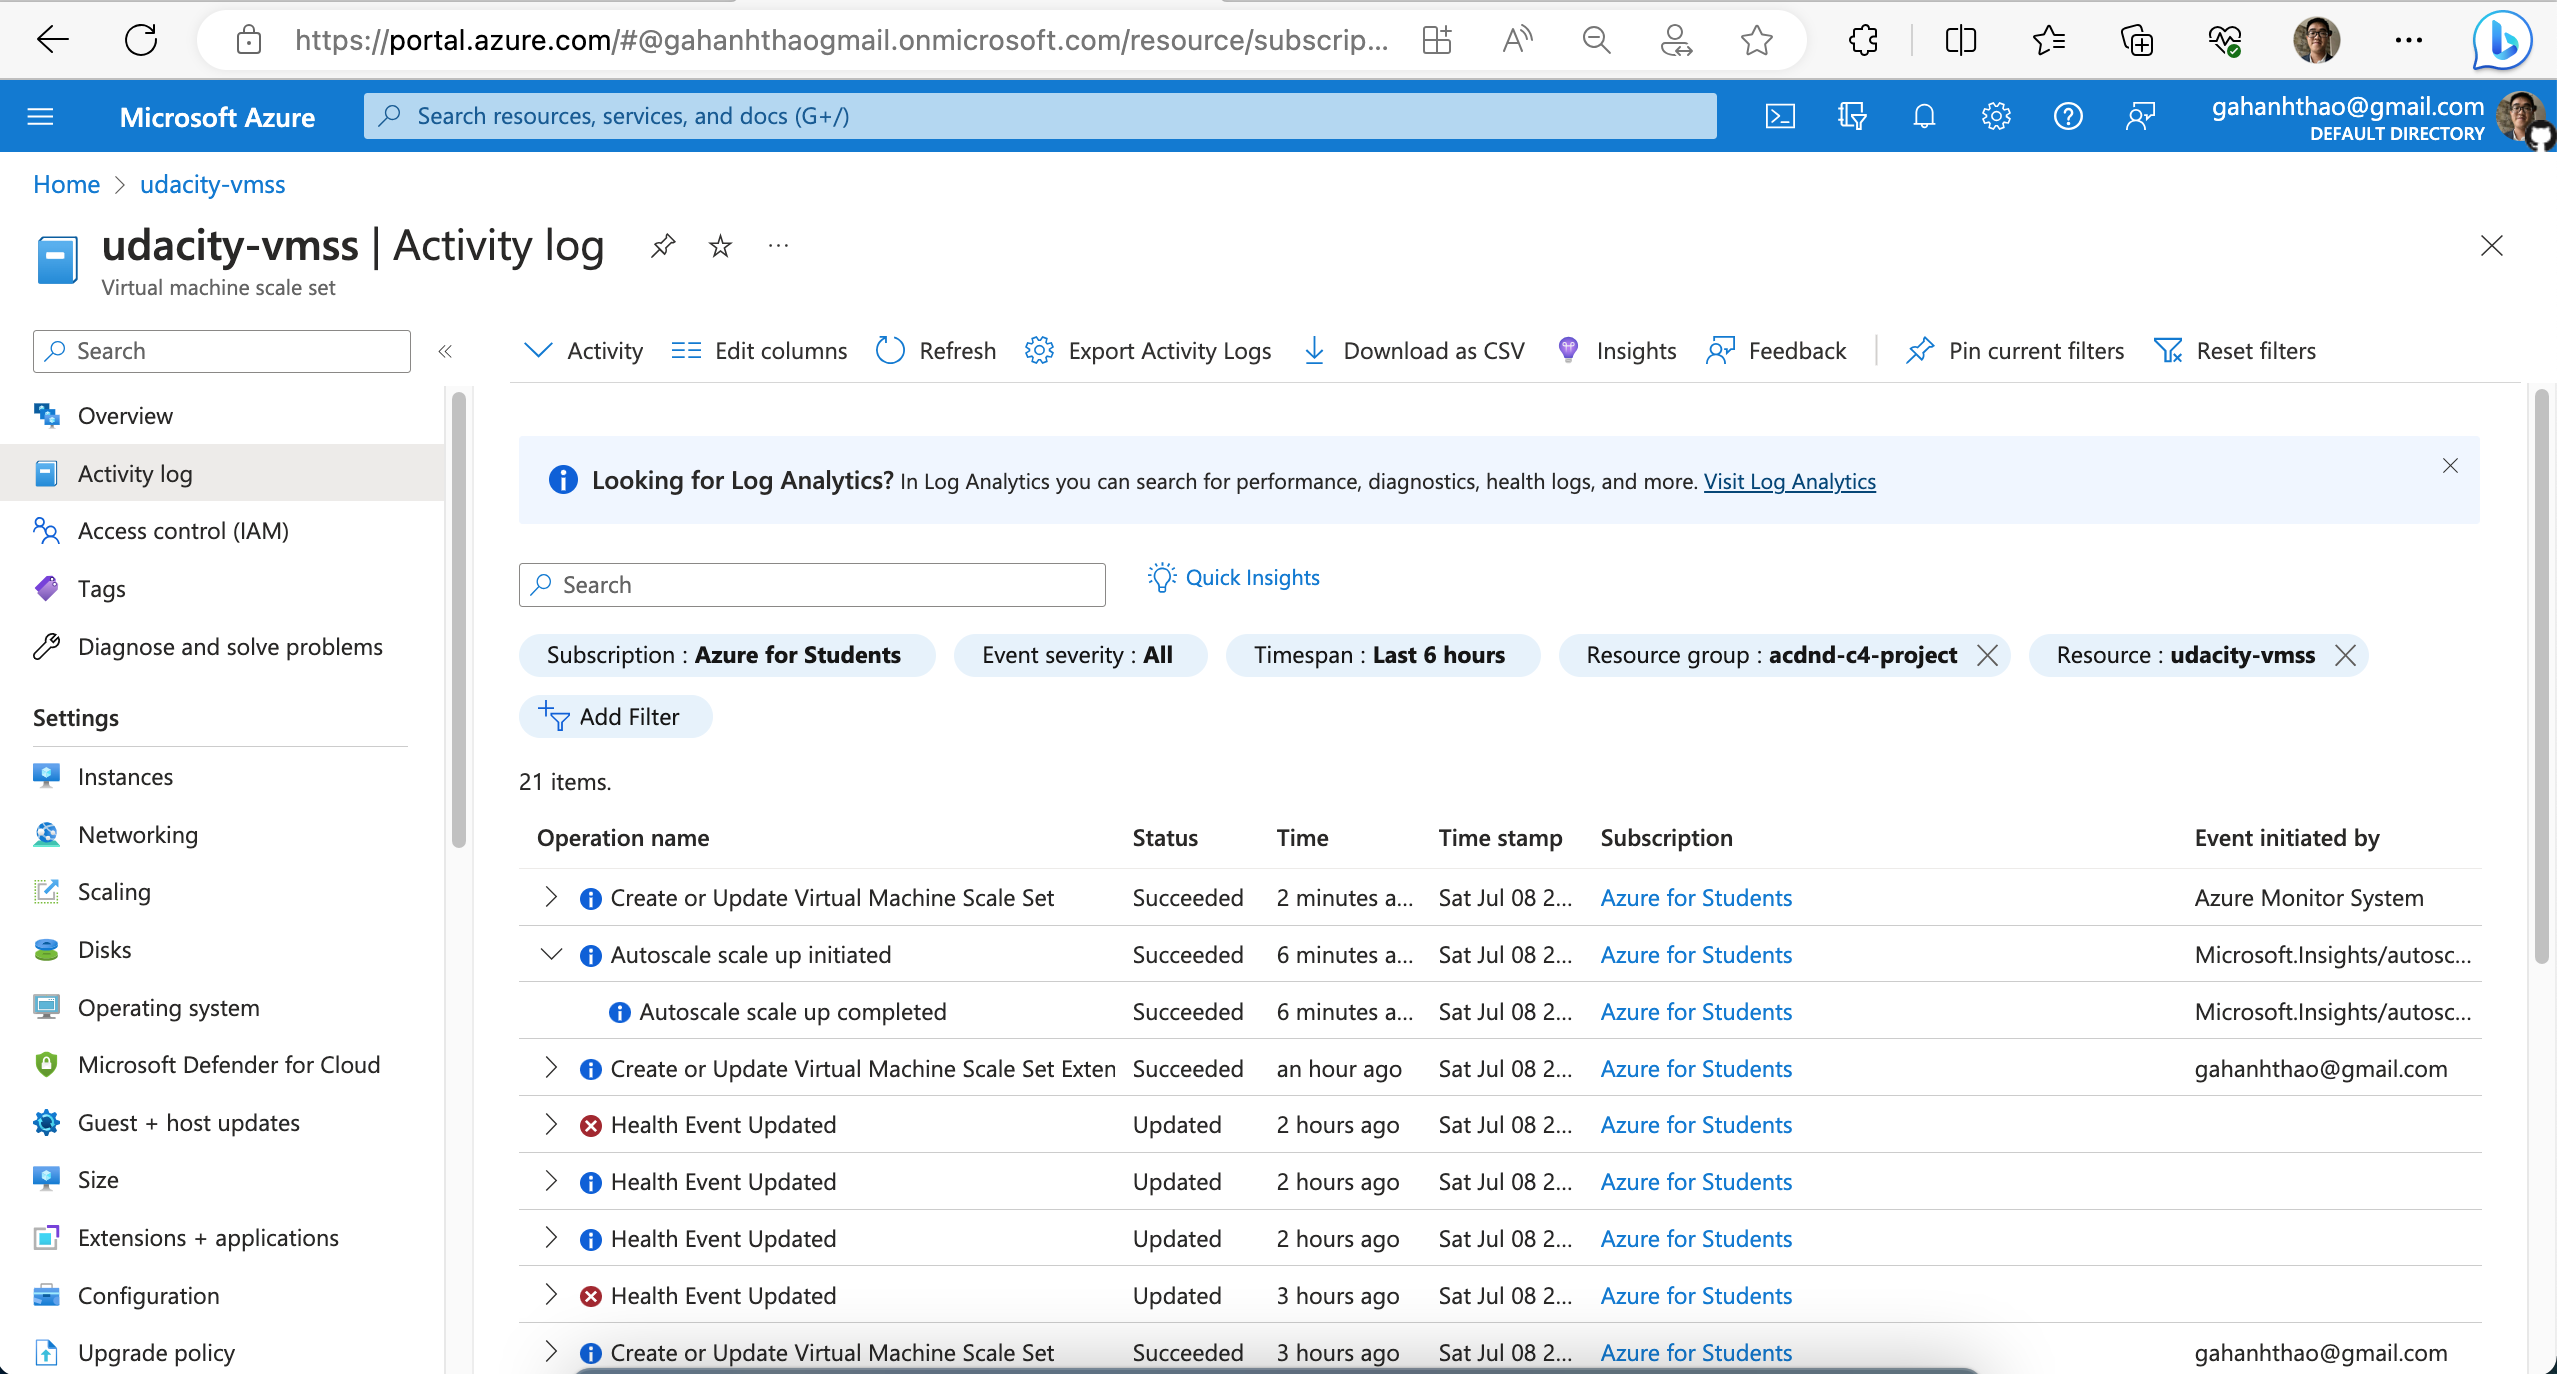 https://portal.azure.com/#@gahanhthaogmail.onmicrosoft.com/resource/subscrip...
Microsoft Azure
Search resources, services, and docs (G+/)
gahanhthao@gmail.com
DEFAULT DIRECTORY
Home > udacity-vmss
udacity-vmss | Activity log
Virtual machine scale set
Search
Overview
Activity log
Access control (IAM)
Tags
Diagnose and solve problems
Settings
Instances
Networking
Scaling
Disks
Operating system
Microsoft Defender for Cloud
Guest + host updates
Size
Extensions + applications
Configuration
Upgrade policy
Activity Edit columns Refresh Export Activity Logs Download as CSV Insights Feedback Pin current filters Reset filters
Looking for Log Analytics? In Log Analytics you can search for performance, diagnostics, health logs, and more. Visit Log Analytics
Search
Quick Insights
Subscription : Azure for Students Event severity : All Timespan : Last 6 hours Resource group : acdnd-c4-project Resource : udacity-vmss
Add Filter
21 items.
Operation name Status Time Time stamp Subscription Event initiated by
Create or Update Virtual Machine Scale Set Succeeded 2 minutes a... Sat Jul 08 2... Azure for Students Azure Monitor System
Autoscale scale up initiated Succeeded 6 minutes a... Sat Jul 08 2... Azure for Students Microsoft.Insights/autosc...
Autoscale scale up completed Succeeded 6 minutes a... Sat Jul 08 2... Azure for Students Microsoft.Insights/autosc...
Create or Update Virtual Machine Scale Set Exten Succeeded an hour ago Sat Jul 08 2... Azure for Students gahanhthao@gmail.com
Health Event Updated Updated 2 hours ago Sat Jul 08 2... Azure for Students
Health Event Updated Updated 2 hours ago Sat Jul 08 2... Azure for Students
Health Event Updated Updated 2 hours ago Sat Jul 08 2... Azure for Students
Health Event Updated Updated 3 hours ago Sat Jul 08 2... Azure for Students
Create or Update Virtual Machine Scale Set Succeeded 3 hours ago Sat Jul 08 2... Azure for Students gahanhthao@gmail.com